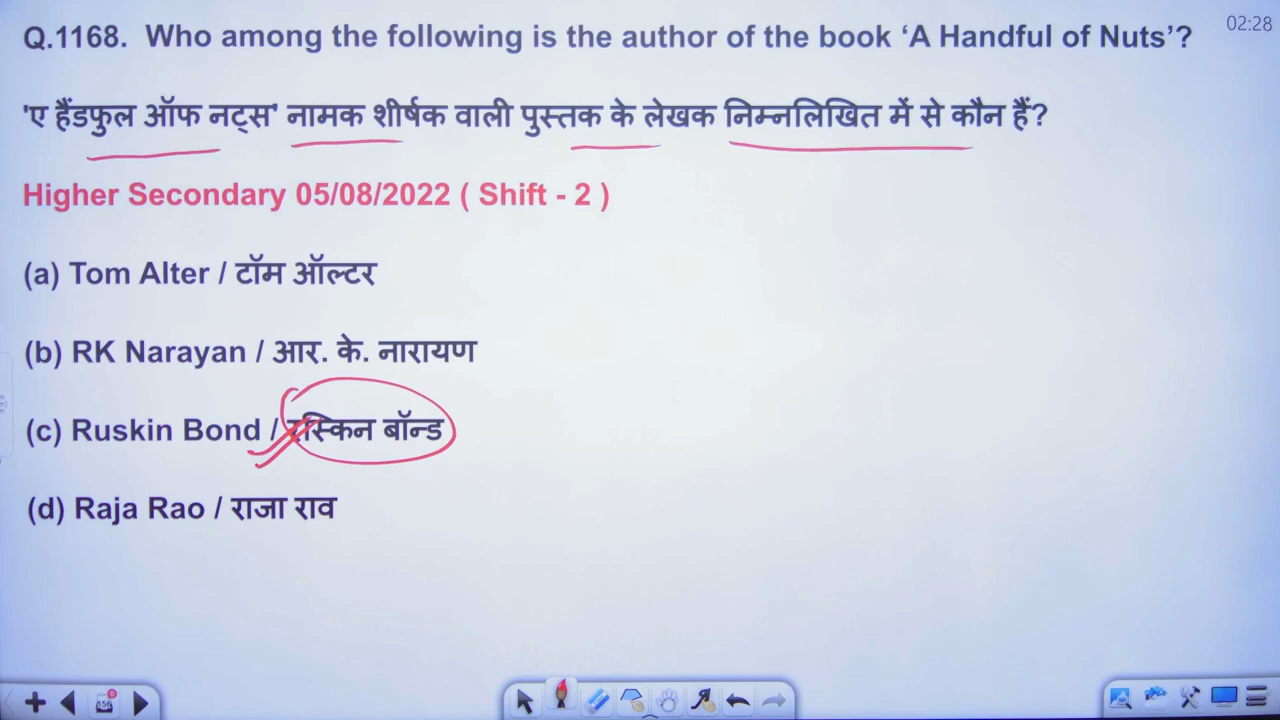 Q.1168. Who among the following is the author of the book ‘A Handful of Nuts’?
02:28
'ए हैंडफुल ऑफ नट्स' नामक शीर्षक वाली पुस्तक के लेखक निम्नलिखित में से कौन हैं?
Higher Secondary 05/08/2022 ( Shift - 2 )
(a) Tom Alter / टॉम ऑल्टर
(b) RK Narayan / आर. के. नारायण
(c) Ruskin Bond / रस्किन बॉन्ड
(d) Raja Rao / राजा राव
156